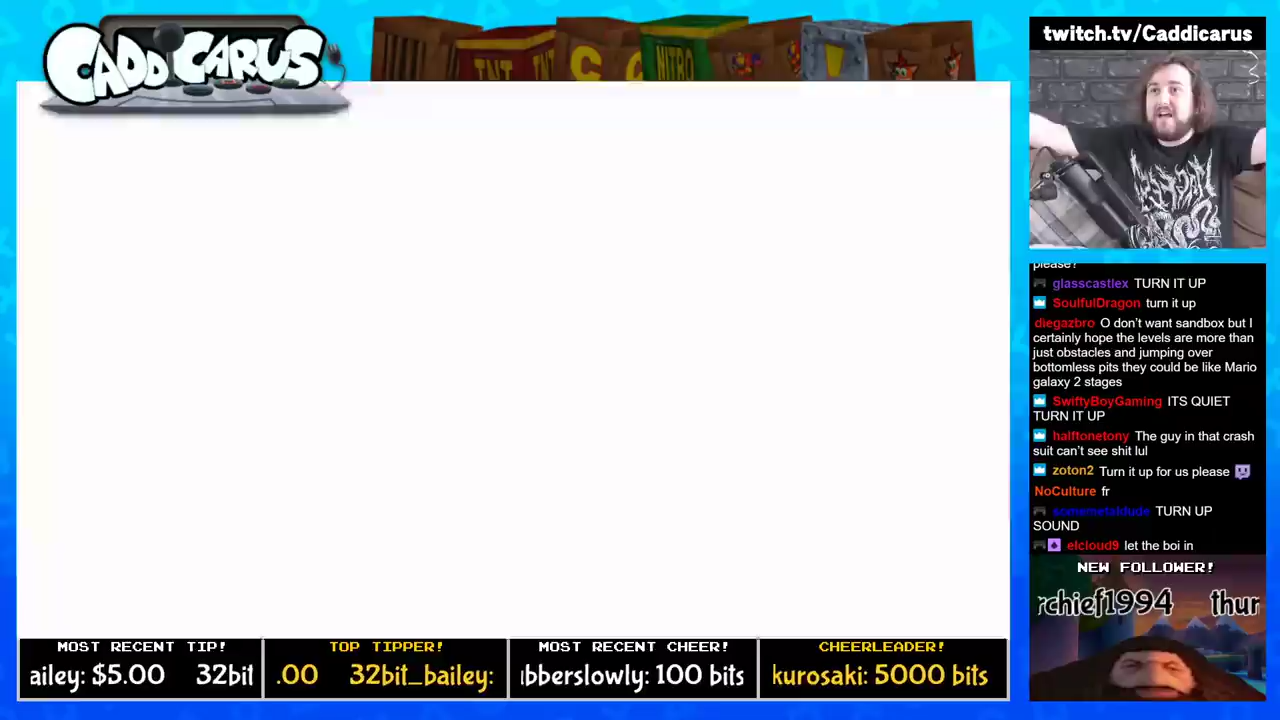 CADDICARUS
TNT TNT C C NITRO
twitch.tv/Caddicarus
please?
glasscastlex TURN IT UP
SoulfulDragon turn it up
diegazbro O don't want sandbox but I
certainly hope the levels are more than
just obstacles and jumping over
bottomless pits they could be like Mario
galaxy 2 stages
SwiftyBoyGaming ITS QUIET
TURN IT UP
halftonetony The guy in that crash
suit can't see shit lul
zoton2 Turn it up for us please
NoCulture fr
somemetaldude TURN UP
SOUND
elcloud9 let the boi in
NEW FOLLOWER!
rchief1994 thur
MOST RECENT TIP!
ailey: $5.00 32bit
TOP TIPPER!
.00 32bit_bailey:
MOST RECENT CHEER!
bberslowly: 100 bits
CHEERLEADER!
kurosaki: 5000 bits